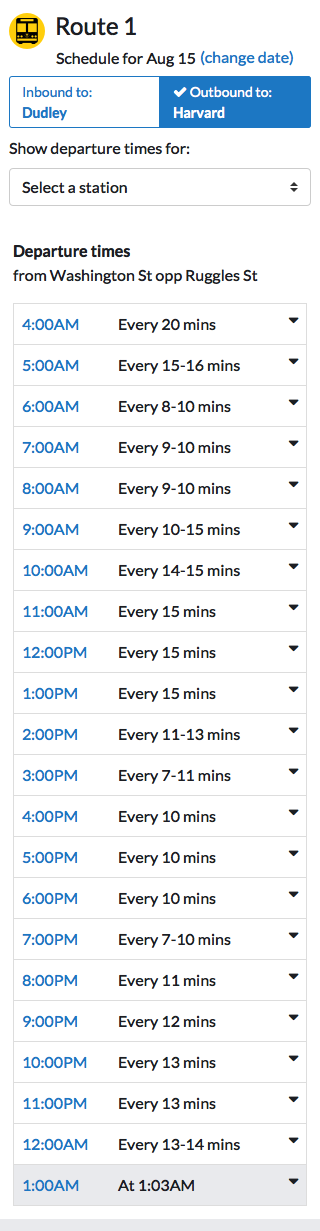 Route 1
Schedule for Aug 15 (change date)
Inbound to:
Dudley
Outbound to:
Harvard
Show departure times for:
Select a station
Departure times
from Washington St opp Ruggles St
4:00AM Every 20 mins
5:00AM Every 15-16 mins
6:00AM Every 8-10 mins
7:00AM Every 9-10 mins
8:00AM Every 9-10 mins
9:00AM Every 10-15 mins
10:00AM Every 14-15 mins
11:00AM Every 15 mins
12:00PM Every 15 mins
1:00PM Every 15 mins
2:00PM Every 11-13 mins
3:00PM Every 7-11 mins
4:00PM Every 10 mins
5:00PM Every 10 mins
6:00PM Every 10 mins
7:00PM Every 7-10 mins
8:00PM Every 11 mins
9:00PM Every 12 mins
10:00PM Every 13 mins
11:00PM Every 13 mins
12:00AM Every 13-14 mins
1:00AM At 1:03AM